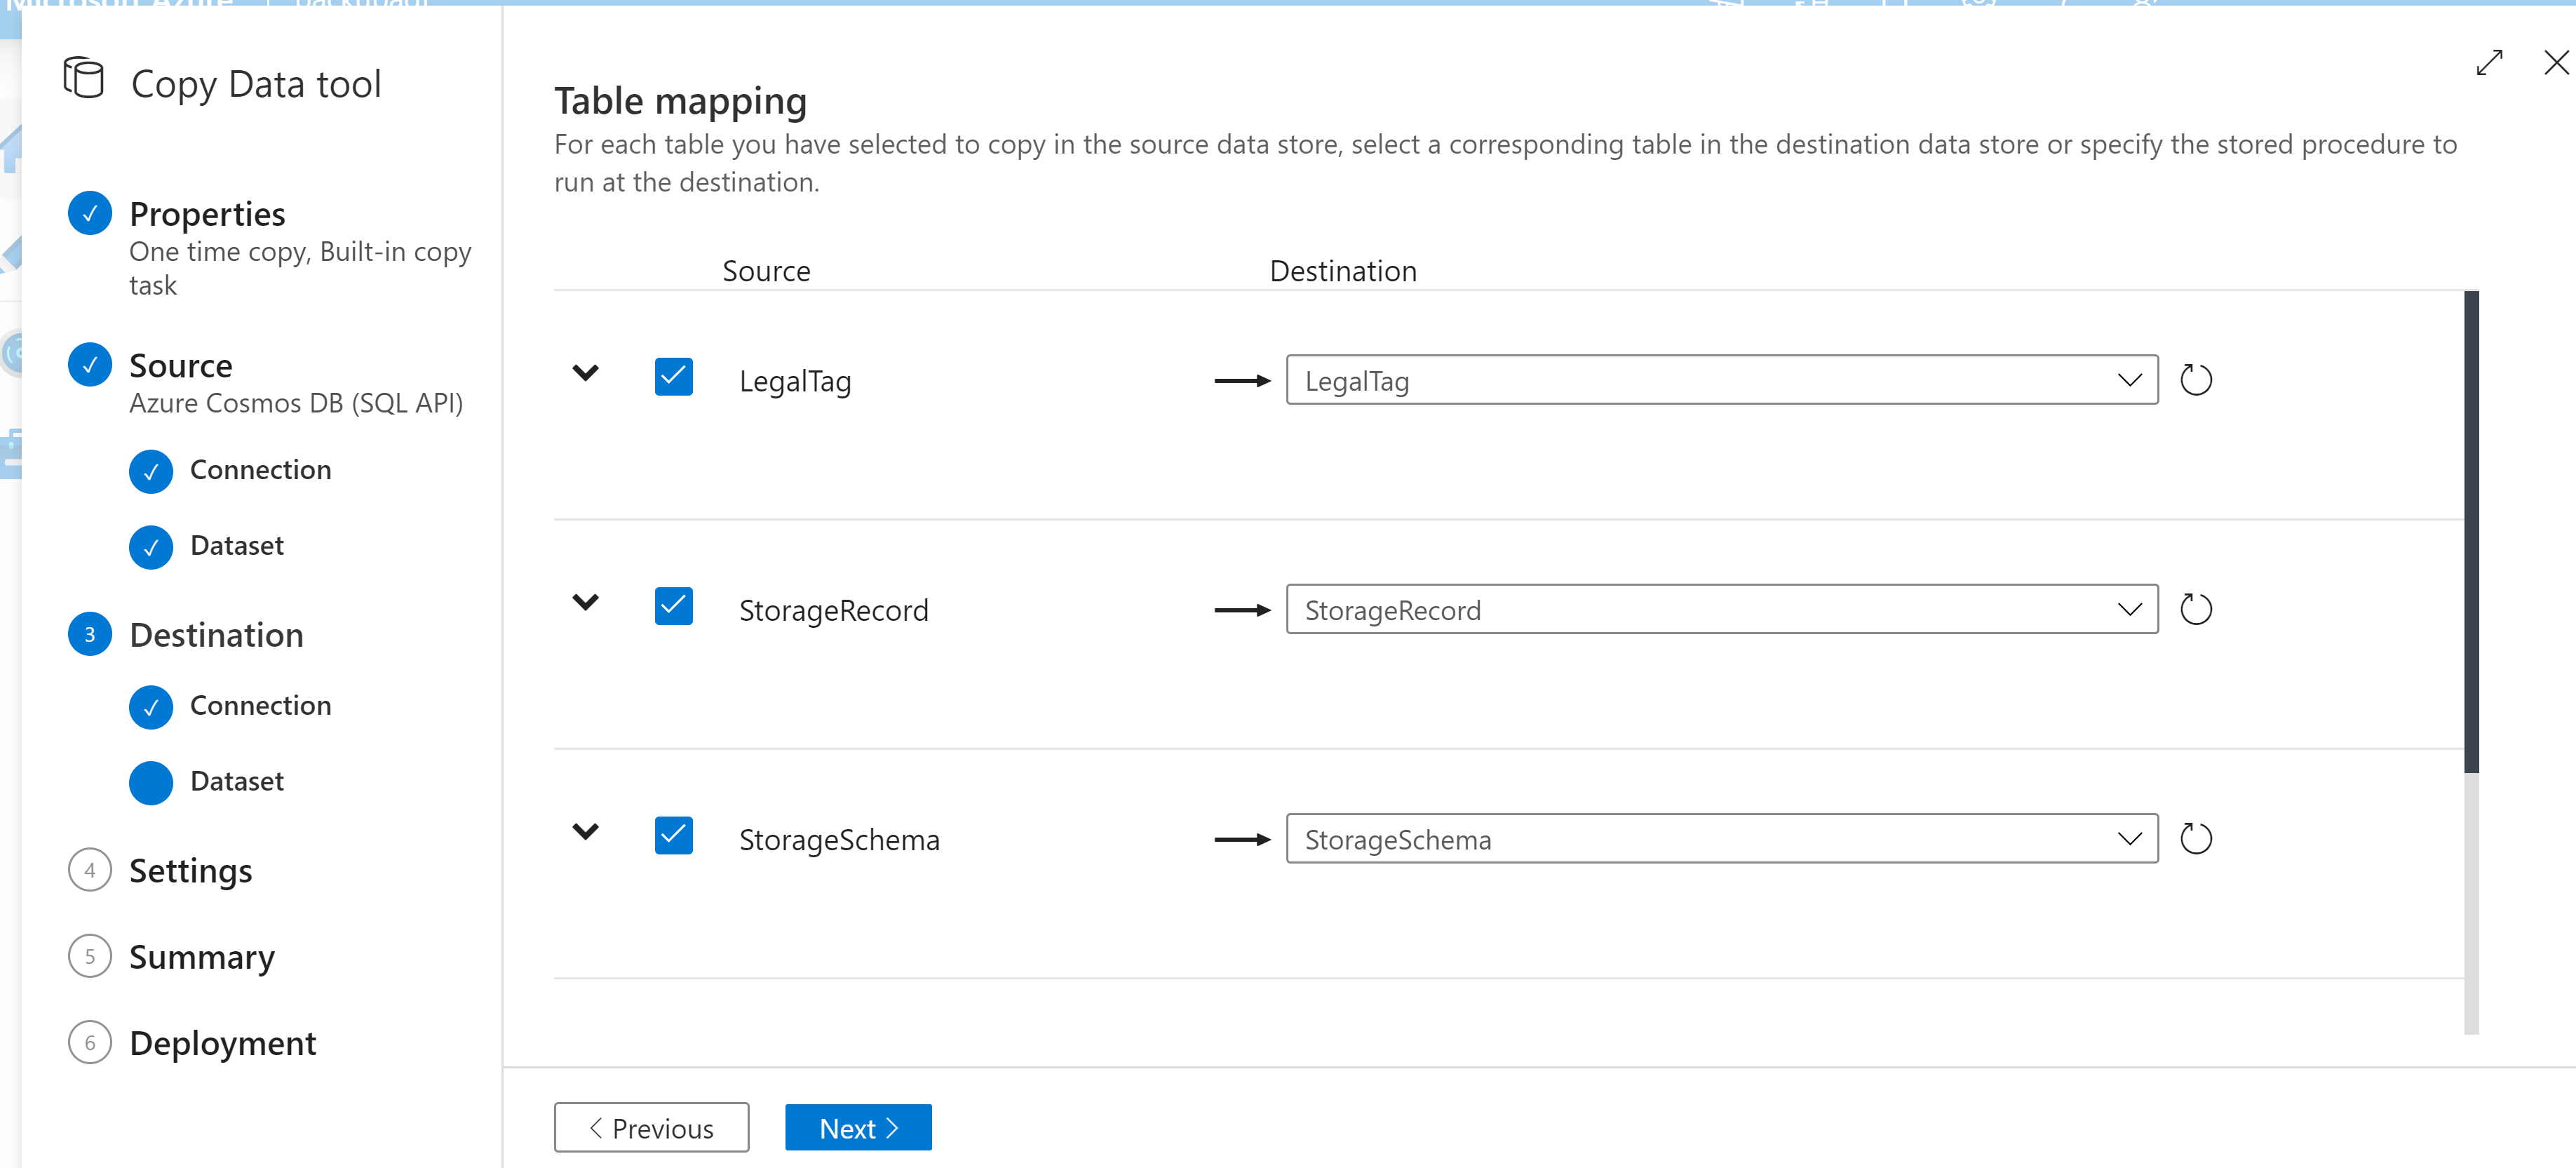 Microsoft Azure
Copy Data tool
Properties
One time copy, Built-in copy
task
Source
Azure Cosmos DB (SQL API)
Connection
Dataset
3 Destination
Connection
Dataset
4 Settings
5 Summary
6 Deployment
Table mapping
For each table you have selected to copy in the source data store, select a corresponding table in the destination data store or specify the stored procedure to
run at the destination.
Source Destination
LegalTag LegalTag
StorageRecord StorageRecord
StorageSchema StorageSchema
Previous Next